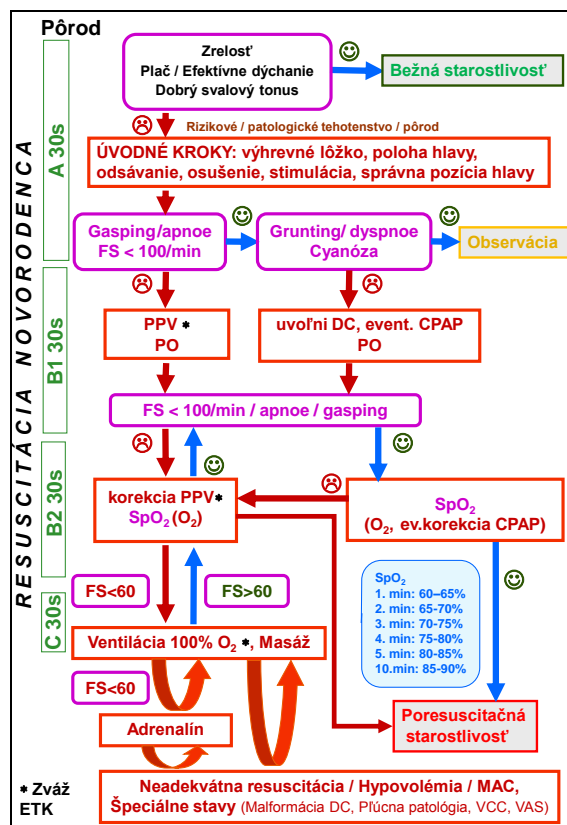 Pôrod
RESUSCITÁCIA NOVORODENCA
A 30s
Zrelosť
Plač / Efektívne dýchanie
Dobrý svalový tonus
Bežná starostlivosť
Rizikové / patologické tehotenstvo / pôrod
ÚVODNÉ KROKY: výhrevné lôžko, poloha hlavy,
odsávanie, osušenie, stimulácia, správna pozícia hlavy
Gasping/apnoe
FS < 100/min
Grunting/ dyspnoe
Cyanóza
Observácia
B1 30s
PPV *
PO
uvoľni DC, event. CPAP
PO
FS < 100/min / apnoe / gasping
B2 30s
korekcia PPV*
SpO₂ (O₂)
SpO₂
(O₂, ev.korekcia CPAP)
FS<60
FS>60
SpO₂
1. min: 60–65%
2. min: 65-70%
3. min: 70-75%
4. min: 75-80%
5. min: 80-85%
10.min: 85-90%
C 30s
Ventilácia 100% O₂ *, Masáž
FS<60
Adrenalín
Poresuscitačná
starostlivosť
Neadekvátna resuscitácia / Hypovolémia / MAC,
Špeciálne stavy (Malformácia DC, Pľúcna patológia, VCC, VAS)
* Zváž
ETK